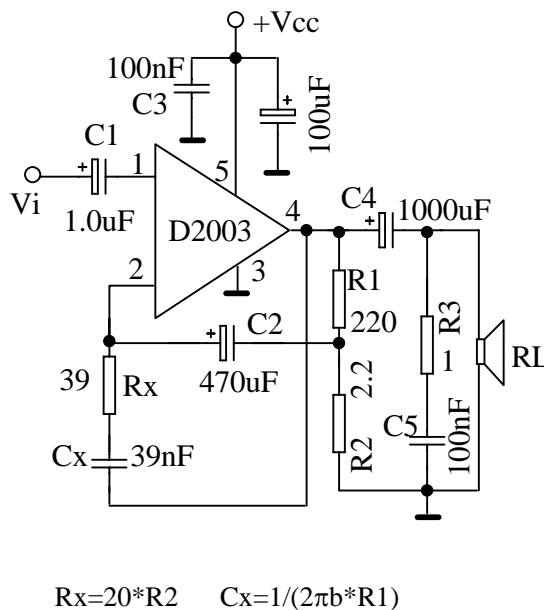 +Vcc
100nF
C3
100uF
C1
1
5
Vi
1.0uF
D2003
4
C4
1000uF
2
3
R1
220
R3
1
RL
C2
470uF
39
Rx
2.2
R2
C5
100nF
Cx
39nF
Rx=20*R2 Cx=1/(2πb*R1)